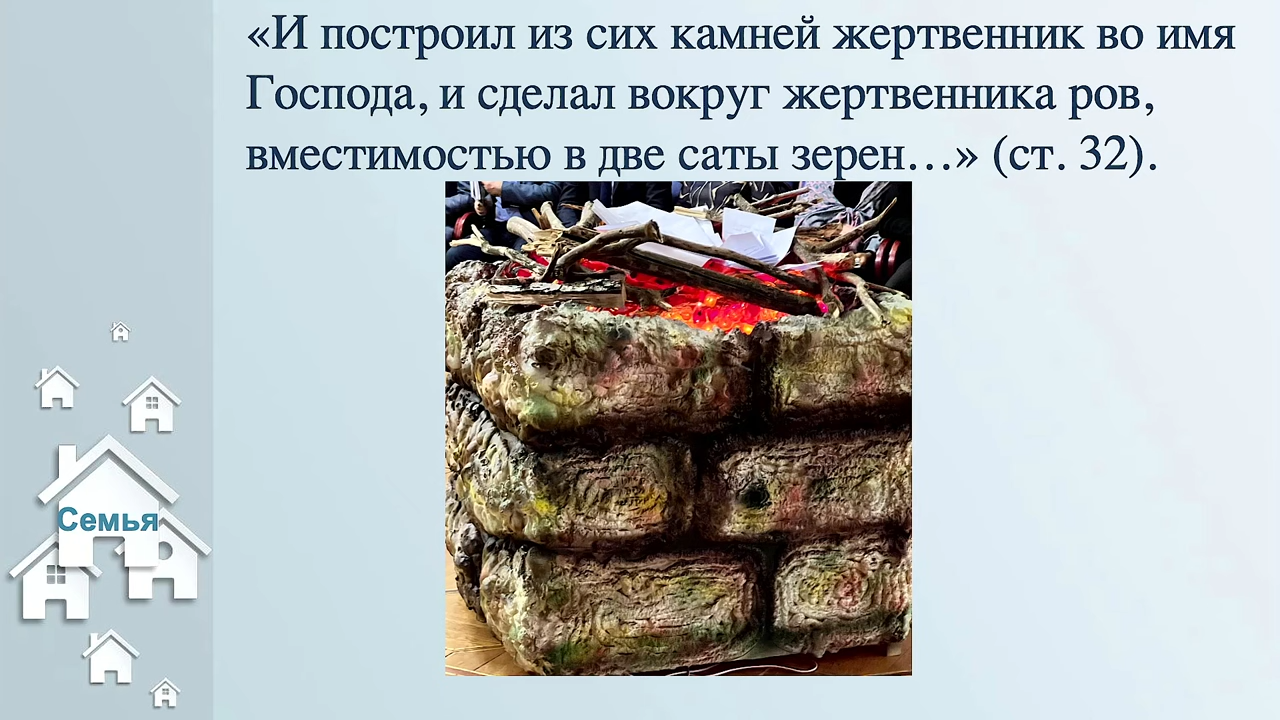 «И построил из сих камней жертвенник во имя
Господа, и сделал вокруг жертвенника ров,
вместимостью в две саты зерен…» (ст. 32).
Семья